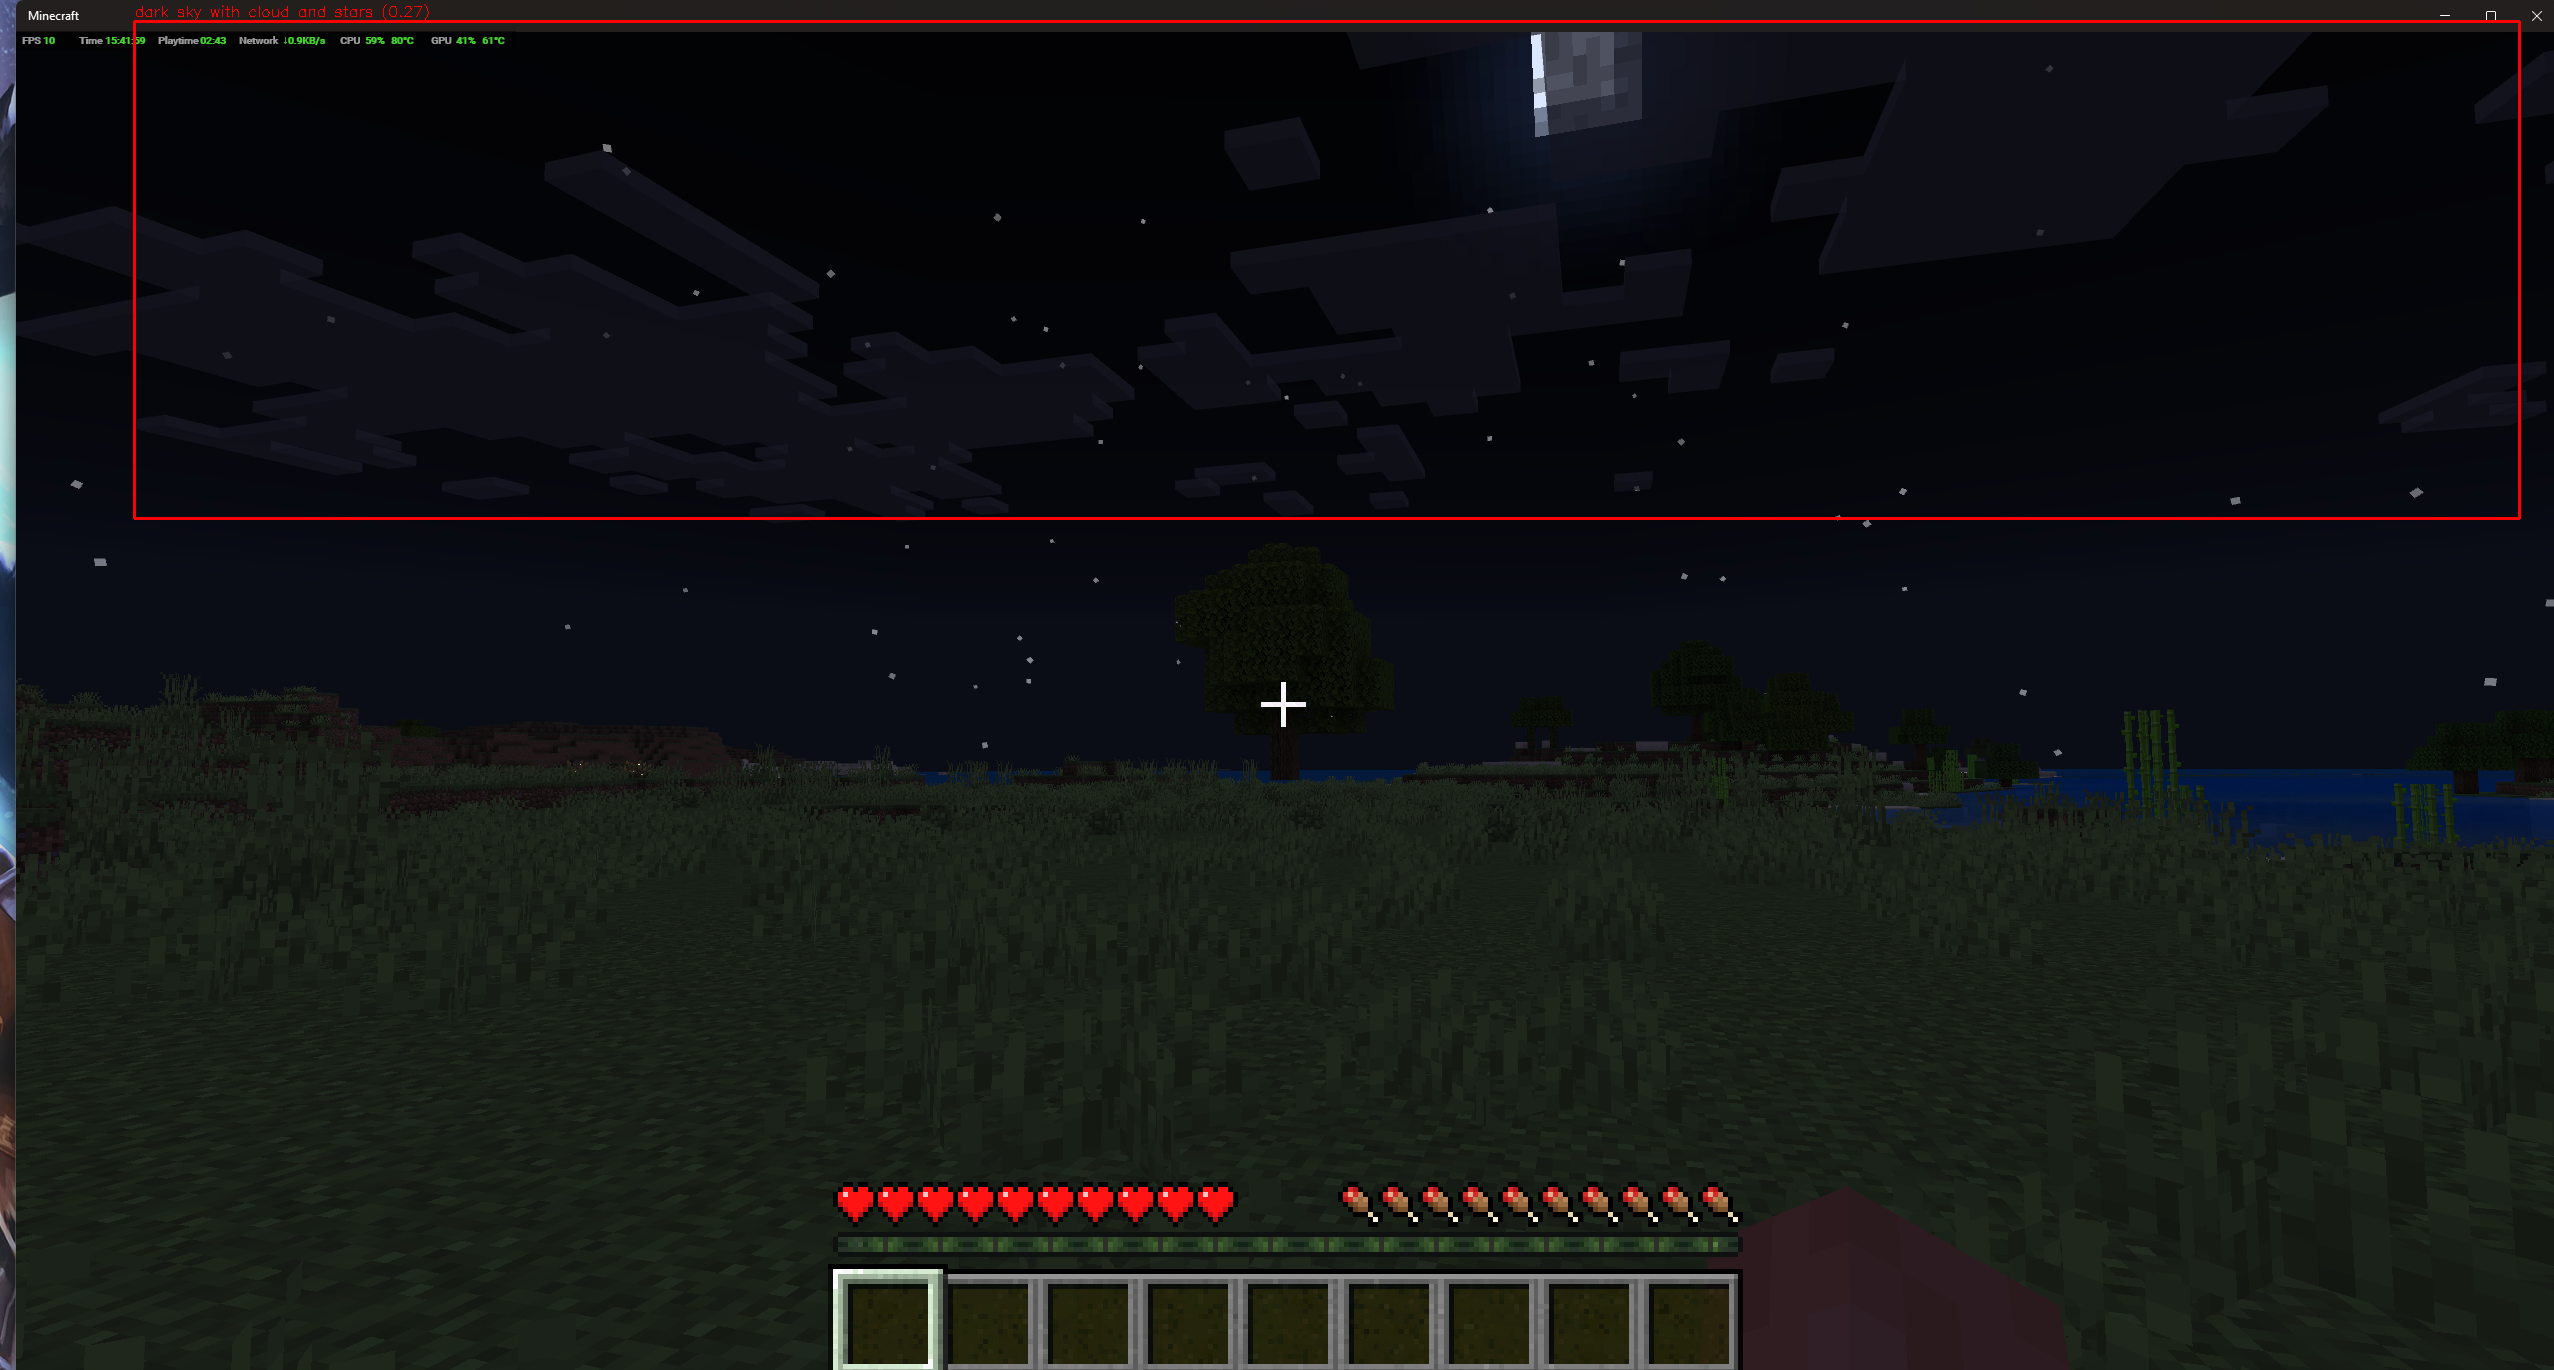 Minecraft
dark sky with cloud and stars (0.27)
FPS 10 Time 15:41:59 Playtime 02:43 Network ↓0.9KB/s CPU 59% 80°C GPU 41% 61°C